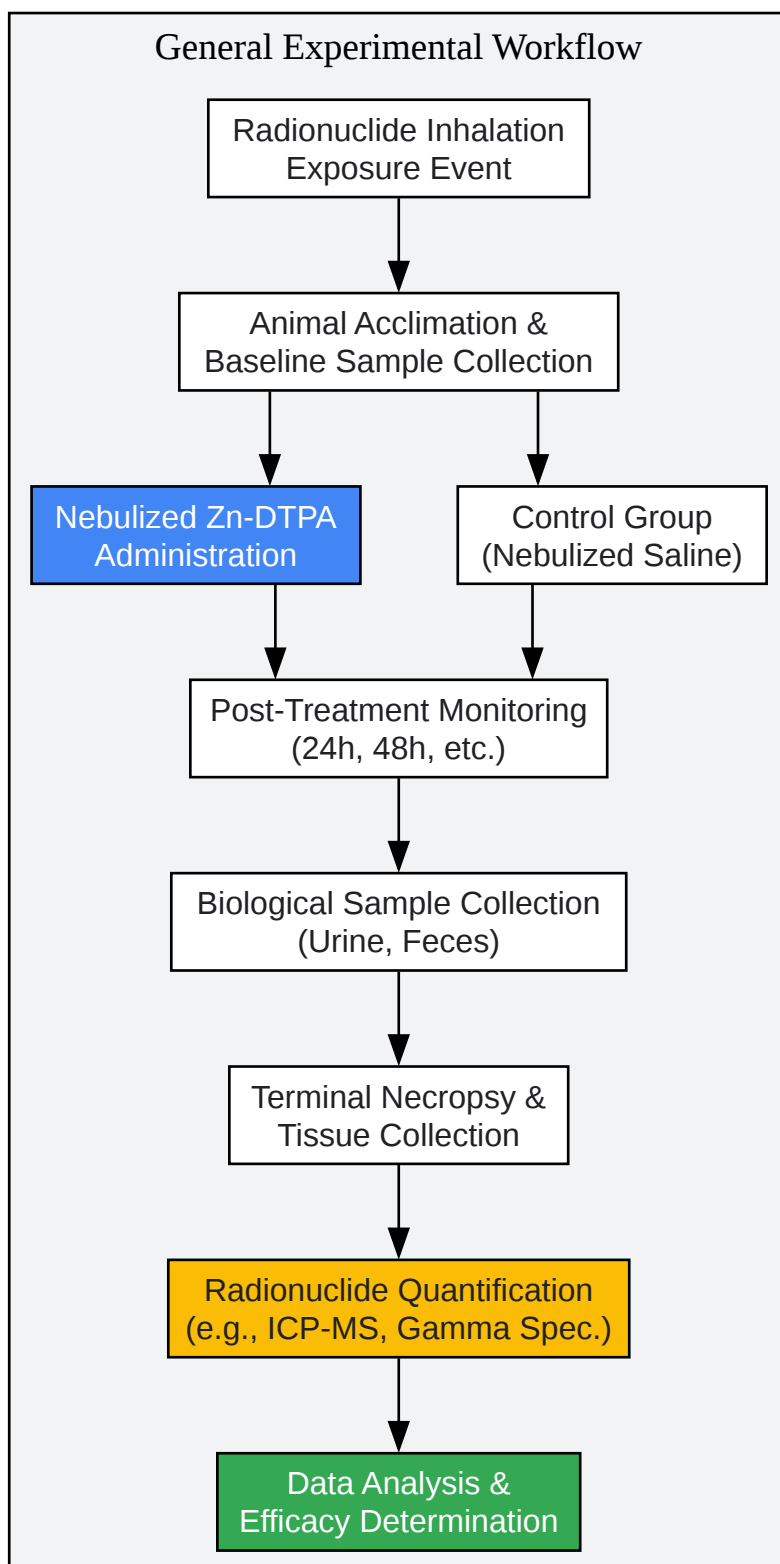 General Experimental Workflow
Radionuclide Inhalation
Exposure Event
Animal Acclimation &
Baseline Sample Collection
Nebulized Zn-DTPA
Administration
Control Group
(Nebulized Saline)
Post-Treatment Monitoring
(24h, 48h, etc.)
Biological Sample Collection
(Urine, Feces)
Terminal Necropsy &
Tissue Collection
Radionuclide Quantification
(e.g., ICP-MS, Gamma Spec.)
Data Analysis &
Efficacy Determination